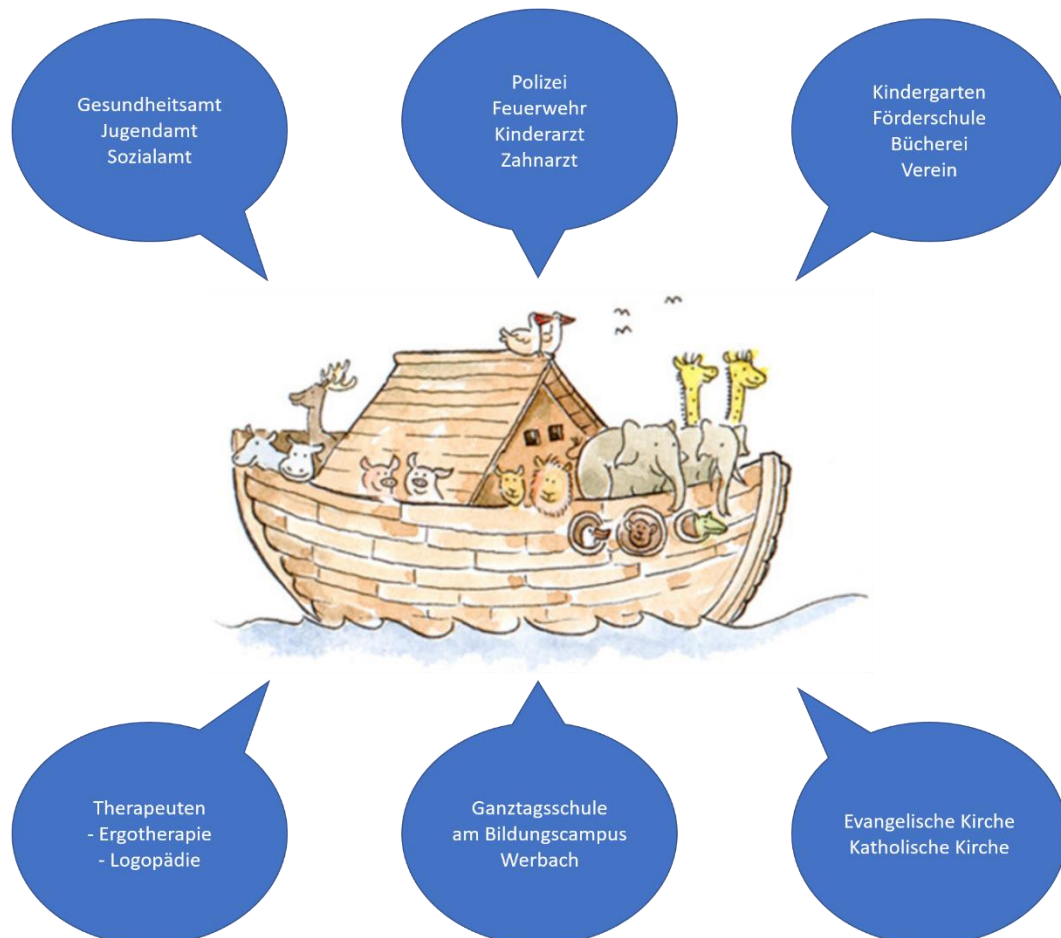 Gesundheitsamt
Jugendamt
Sozialamt
Polizei
Feuerwehr
Kinderarzt
Zahnarzt
Kindergarten
Förderschule
Bücherei
Verein
Therapeuten
- Ergotherapie
- Logopädie
Ganztagsschule
am Bildungscampus
Werbach
Evangelische Kirche
Katholische Kirche